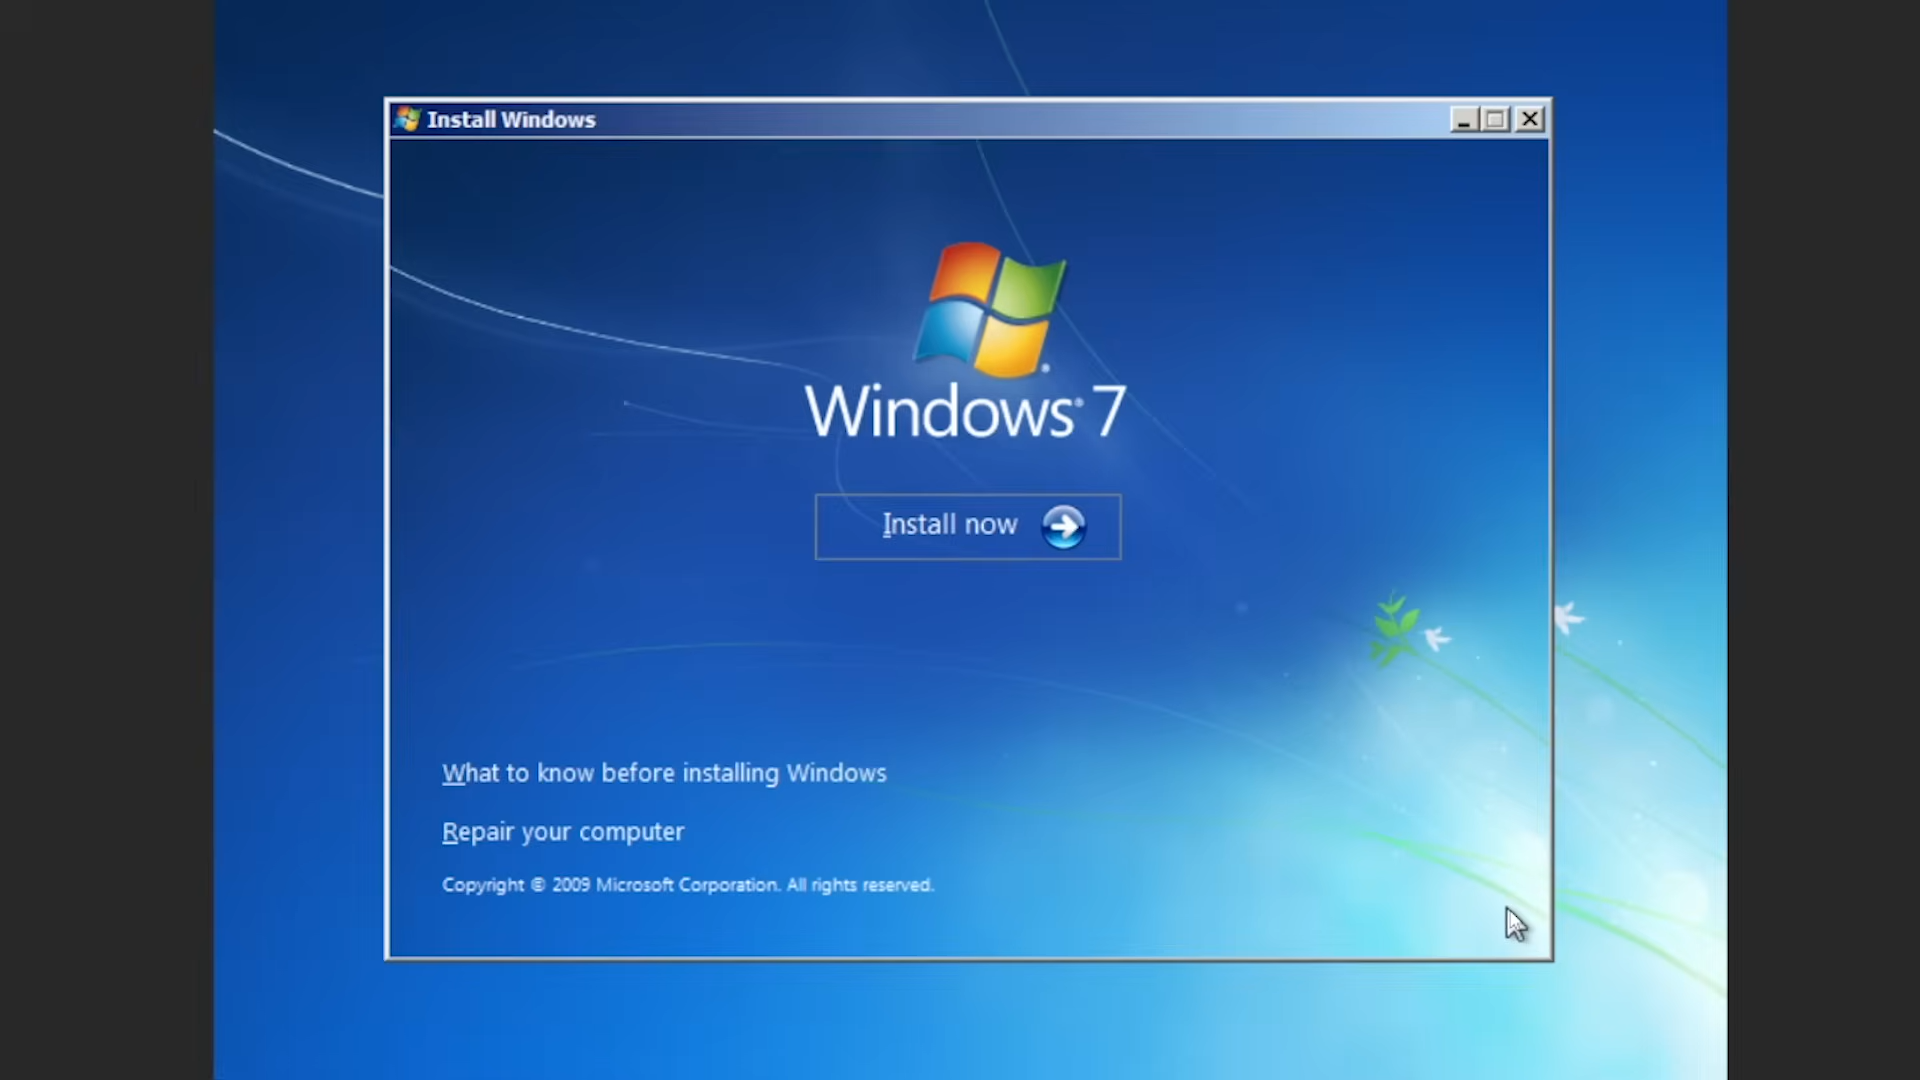 Install Windows
Windows® 7
Install now
What to know before installing Windows
Repair your computer
Copyright © 2009 Microsoft Corporation. All rights reserved.